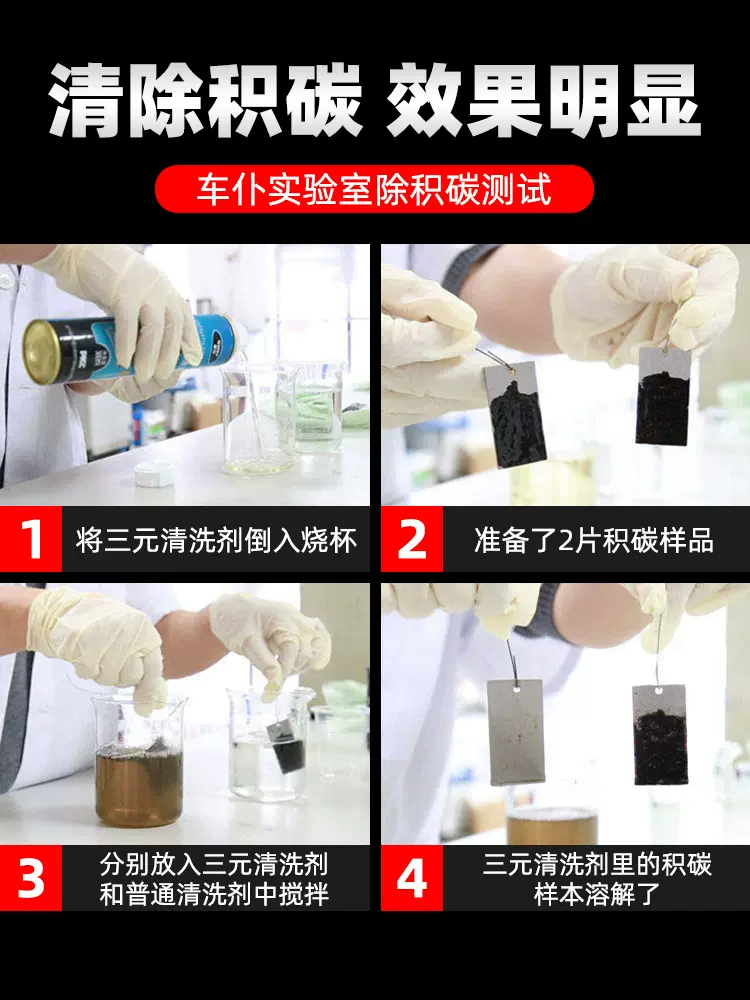 清除积碳 效果明显
车仆实验室除积碳测试
1 将三元清洗剂倒入烧杯
2 准备了2片积碳样品
3 分别放入三元清洗剂
和普通清洗剂中搅拌
4 三元清洗剂里的积碳
样本溶解了